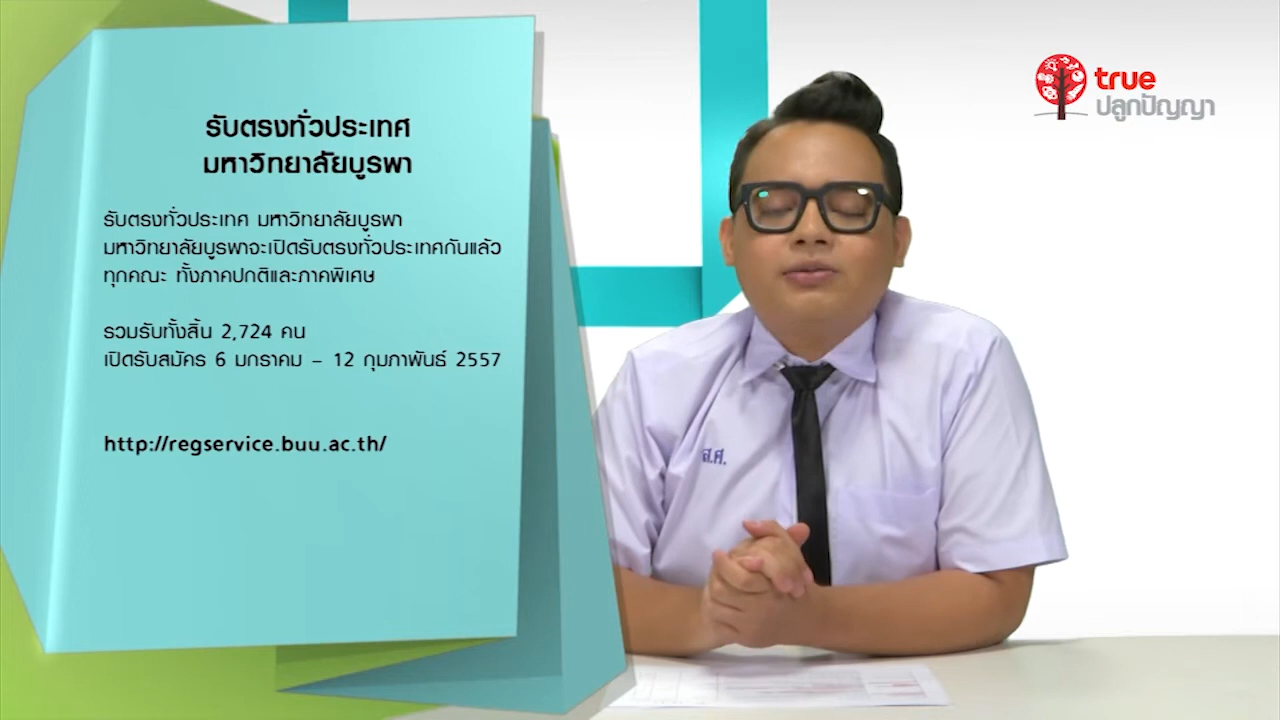 รับตรงทั่วประเทศ
มหาวิทยาลัยบูรพา
รับตรงทั่วประเทศ มหาวิทยาลัยบูรพา
มหาวิทยาลัยบูรพาจะเปิดรับตรงทั่วประเทศกันแล้ว
ทุกคณะ ทั้งภาคปกติและภาคพิเศษ
รวมรับทั้งสิ้น 2,724 คน
เปิดรับสมัคร 6 มกราคม – 12 กุมภาพันธ์ 2557
http://regservice.buu.ac.th/
true
ปลูกปัญญา
ส.ศ.